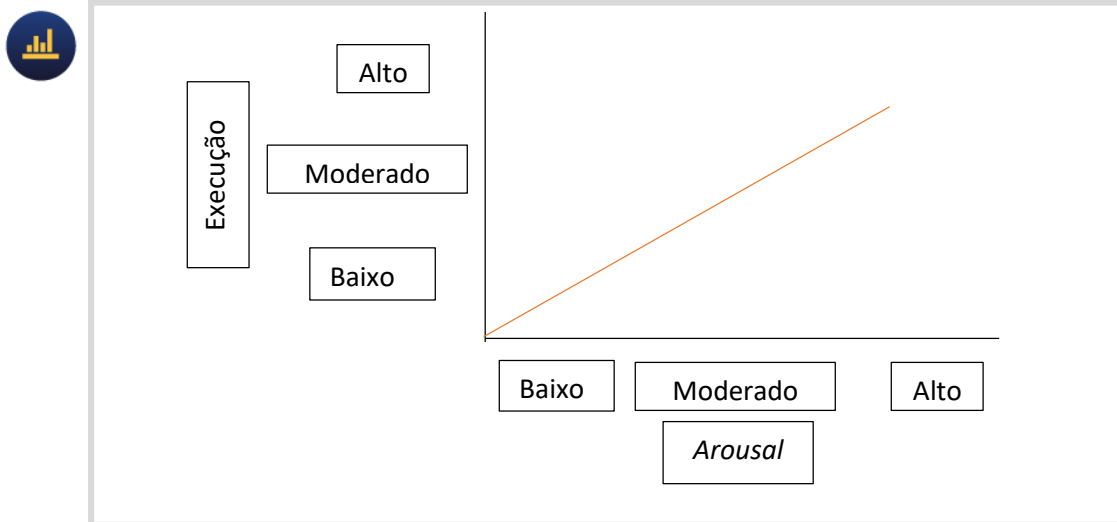 Alto
Execução
Moderado
Baixo
Baixo
Moderado
Alto
Arousal